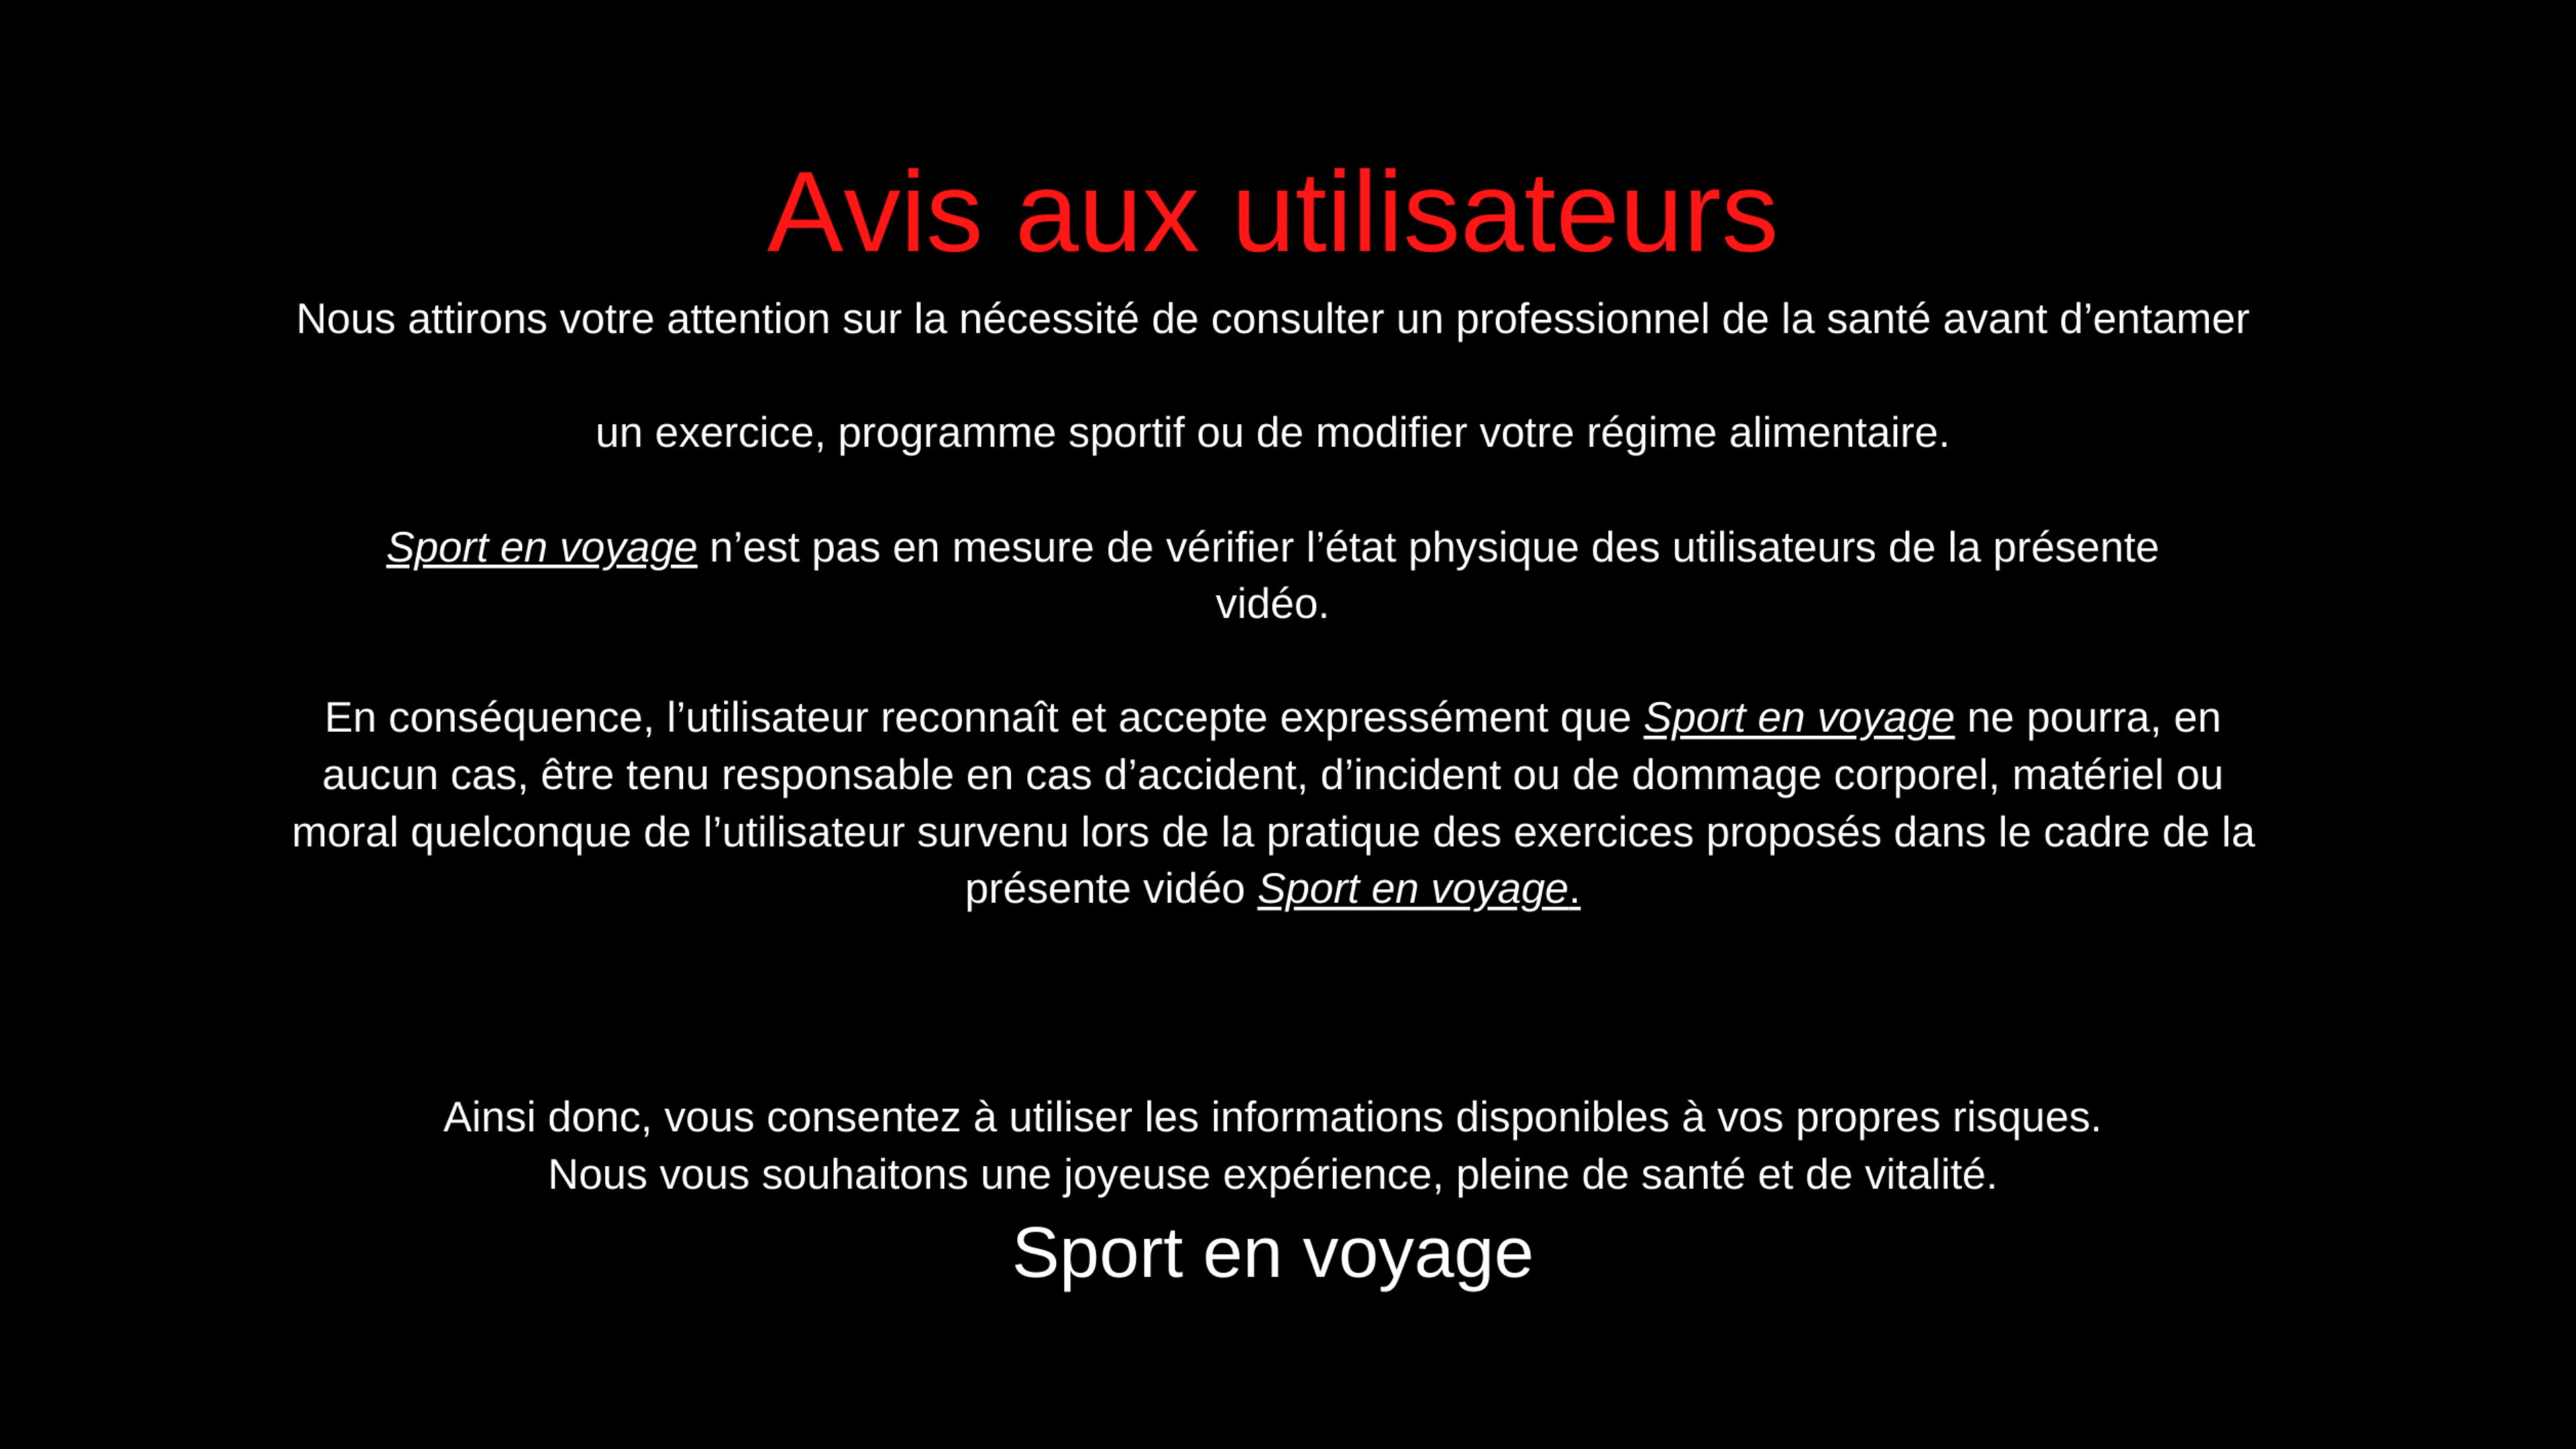 Avis aux utilisateurs
Nous attirons votre attention sur la nécessité de consulter un professionnel de la santé avant d’entamer
un exercice, programme sportif ou de modifier votre régime alimentaire.
Sport en voyage n’est pas en mesure de vérifier l’état physique des utilisateurs de la présente
vidéo.
En conséquence, l’utilisateur reconnaît et accepte expressément que Sport en voyage ne pourra, en
aucun cas, être tenu responsable en cas d’accident, d’incident ou de dommage corporel, matériel ou
moral quelconque de l’utilisateur survenu lors de la pratique des exercices proposés dans le cadre de la
présente vidéo Sport en voyage.
Ainsi donc, vous consentez à utiliser les informations disponibles à vos propres risques.
Nous vous souhaitons une joyeuse expérience, pleine de santé et de vitalité.
Sport en voyage